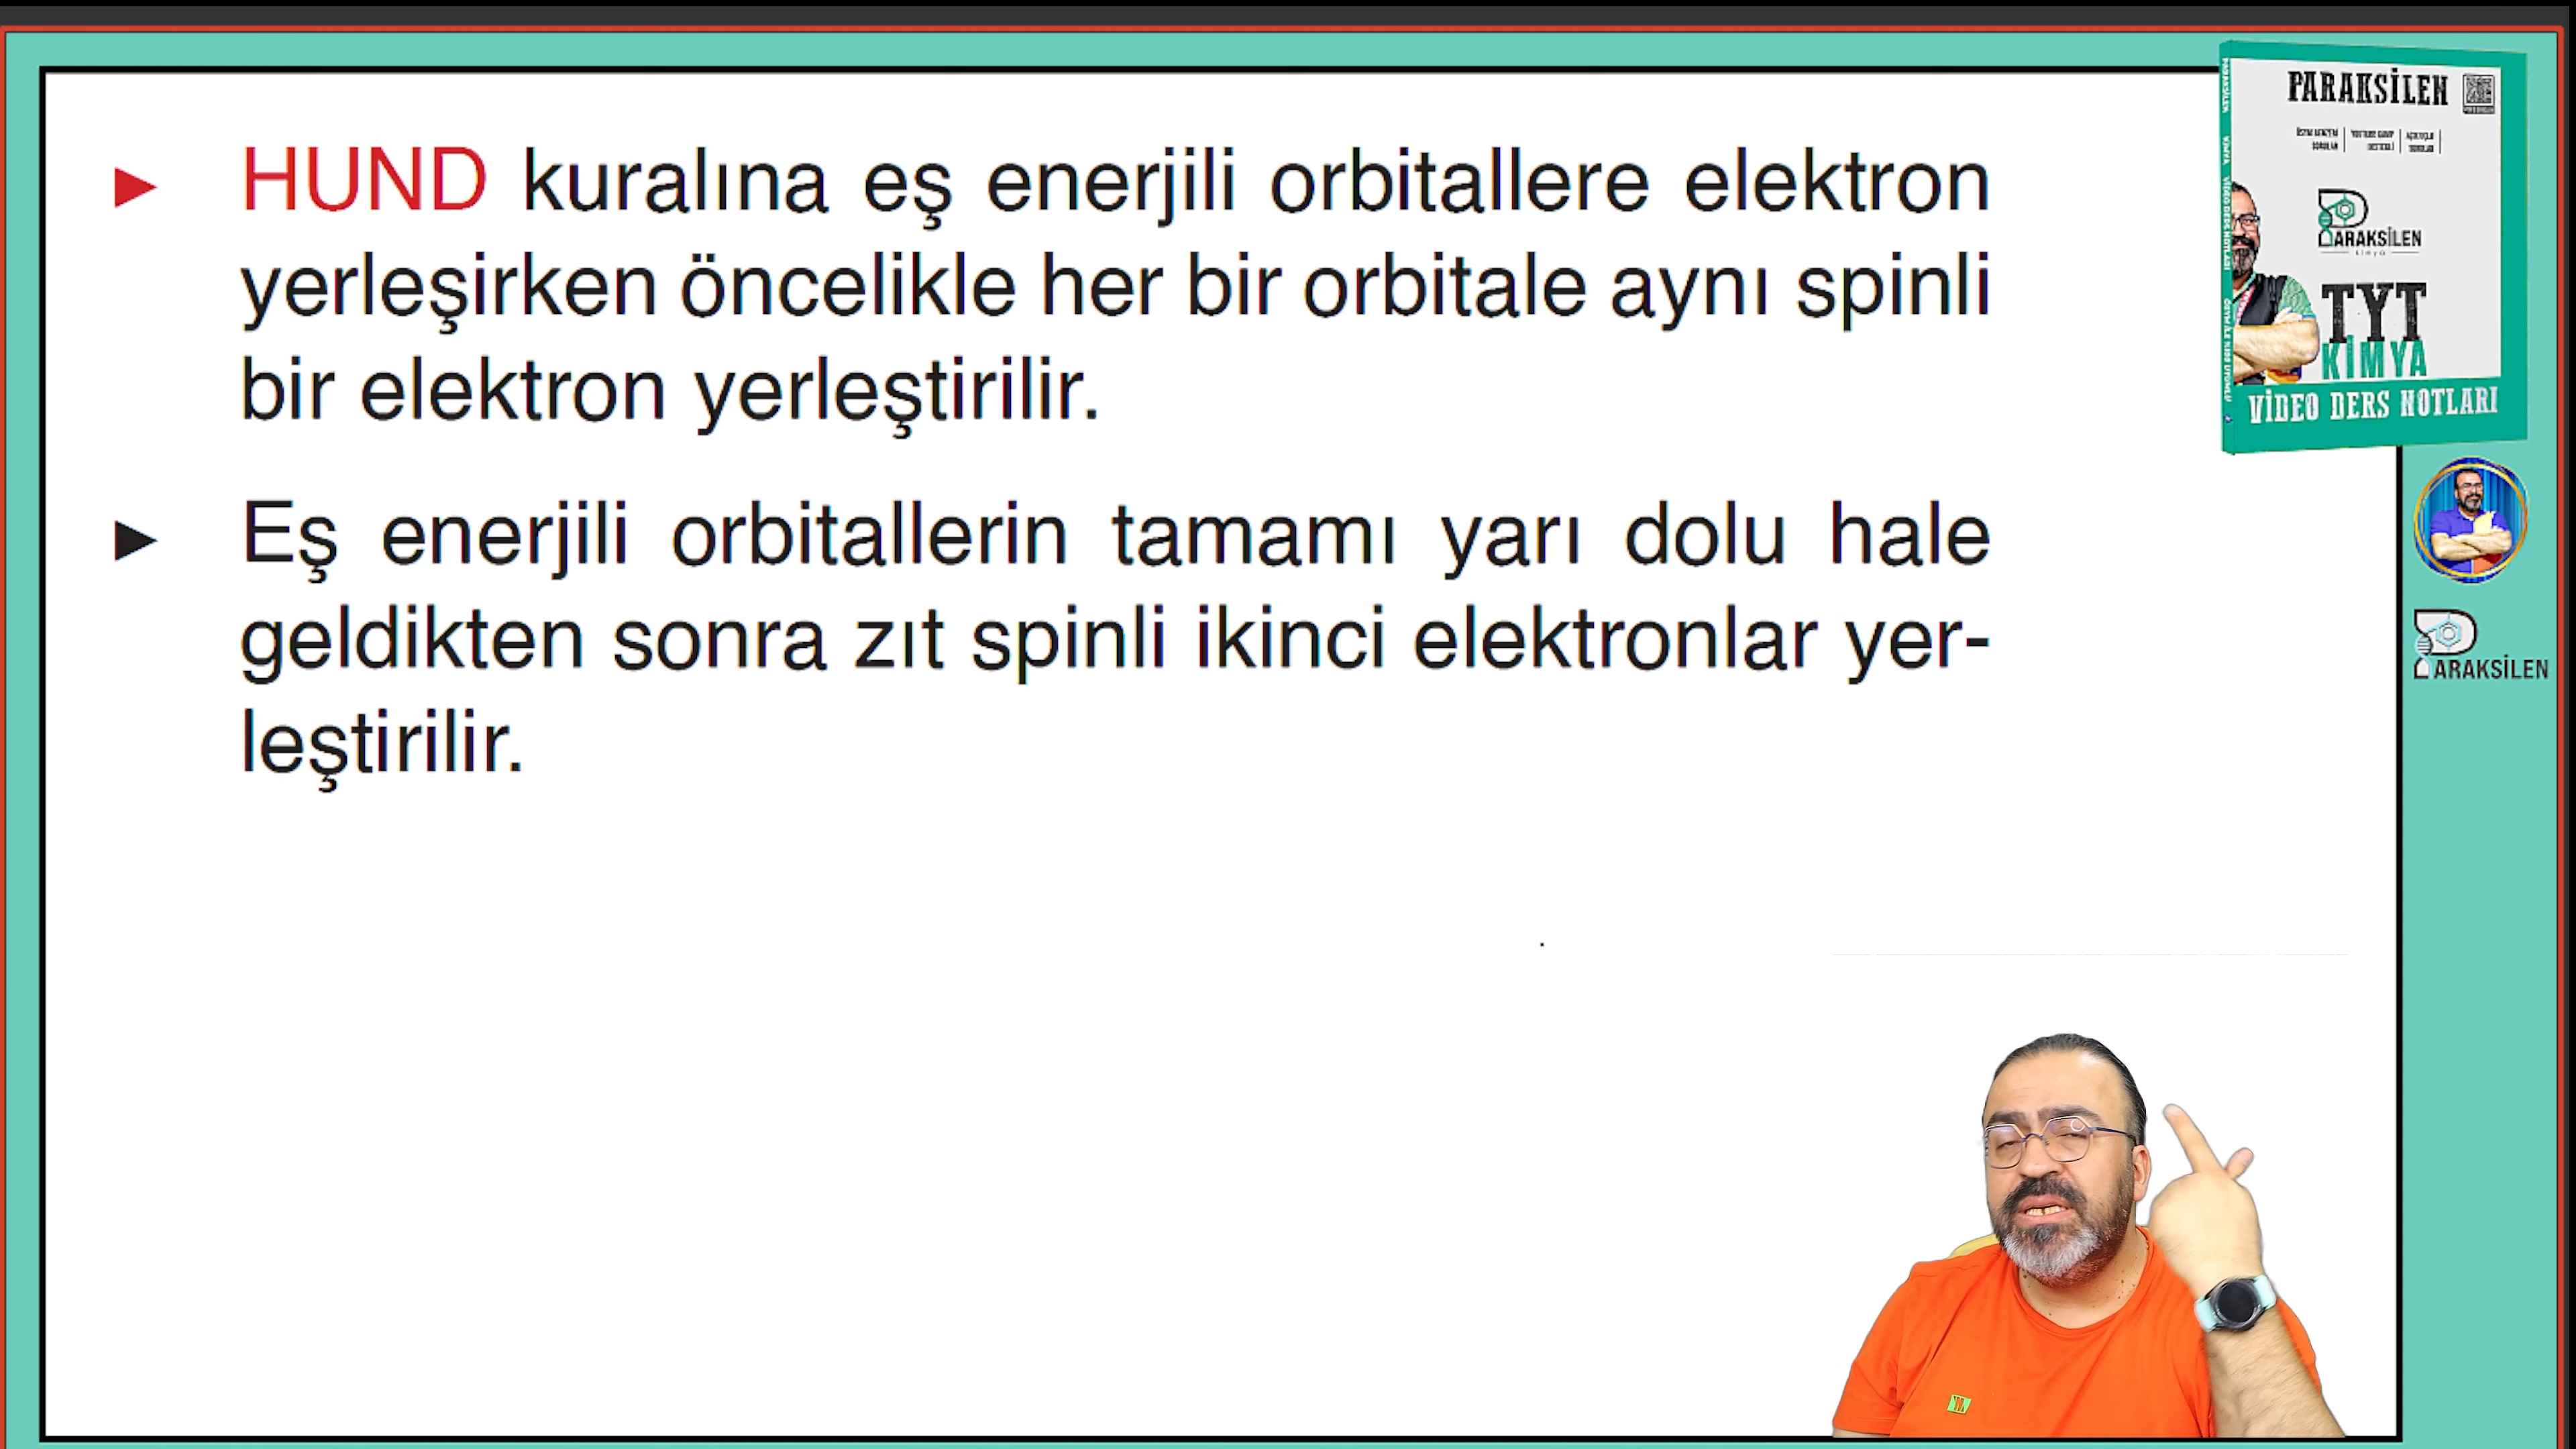 HUND kuralına eş enerjili orbitallere elektron
yerleşirken öncelikle her bir orbitale aynı spinli
bir elektron yerleştirilir.
Eş enerjili orbitallerin tamamı yarı dolu hale
geldikten sonra zıt spinli ikinci elektronlar yer-
leştirilir.
PARAKSİLEN
ARAKSİLEN
TYT
KİMYA
VİDEO DERS NOTLARI
ARAKSİLEN